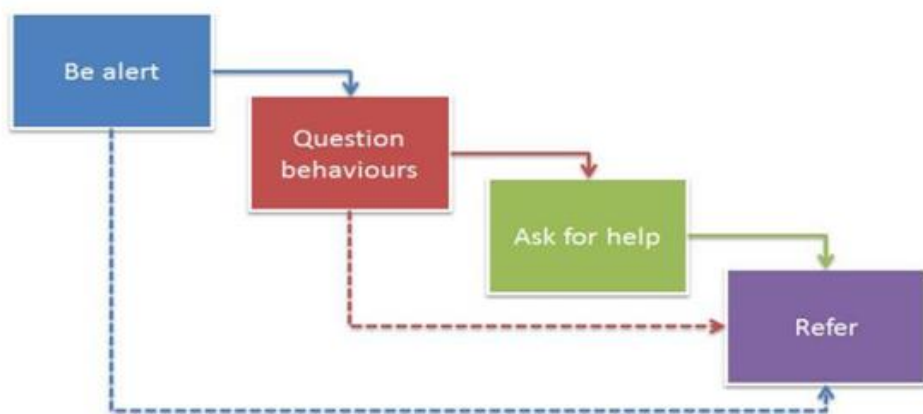 Be alert
Question
behaviours
Ask for help
Refer